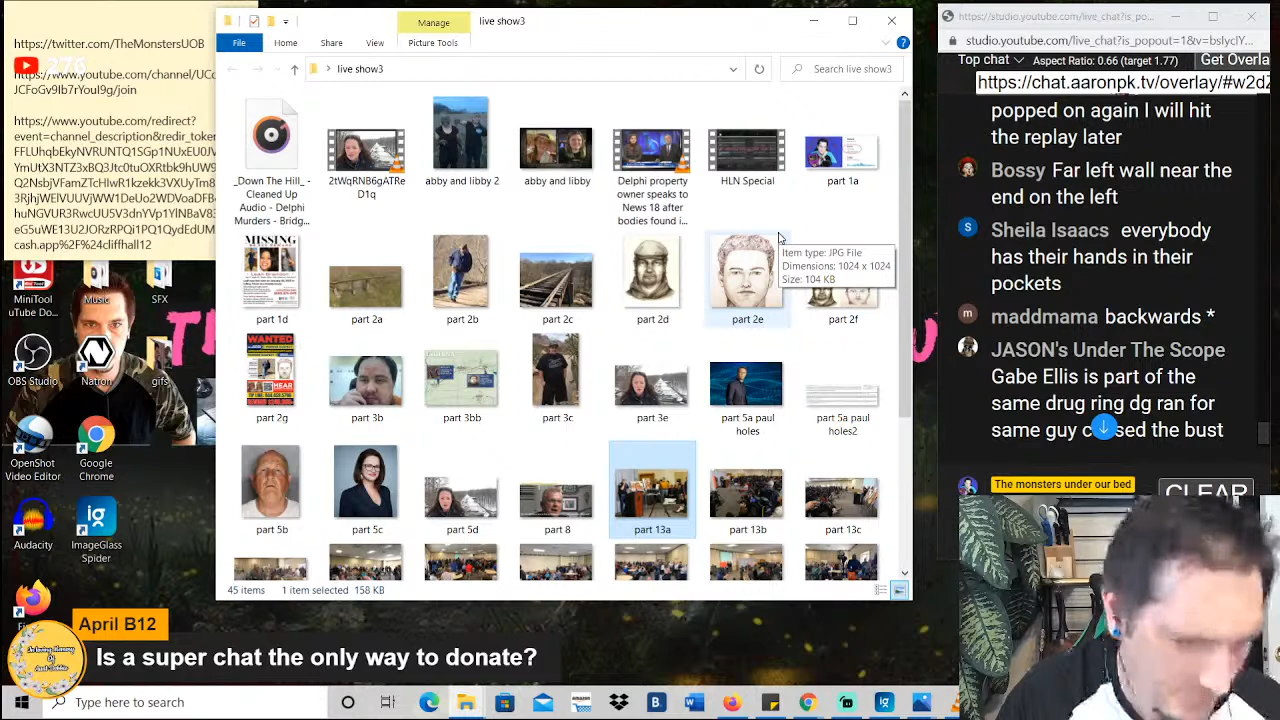 https://twitter.com/TheMonstersUOB
JCFoGv9Ib7rYouI9g/join
https://www.youtube.com/redirect?
cash.app/92F9t4cliffhall12
Manage
live show3
File
Home
Share
View
Picture Tools
live show3
Search live show3
_Down The Hill_ -
Cleaned Up
Audio - Delphi
Murders - Bridg...
2tWqRNB6gATRe
D1q
abby and libby 2
abby and libby
Delphi property
owner speaks to
News 18 after
bodies found i...
HLN Special
part 1a
MISSING
part 1d
part 2a
part 2b
part 2c
part 2d
part 2e
part 2f
Item type: JPG File
Dimensions: 1024 x 1024
Size: 104 KB
WANTED
part 2g
part 3b
part 3bb
part 3c
part 3e
part 5a paul
holes
part 5a paul
holes2
part 5b
part 5c
part 5d
part 8
part 13a
part 13b
part 13c
45 items
1 item selected
158 KB
MiniTool
uTube Do...
OBS Studio
Natron
gifs
OpenShot
Video Editor
Google
Chrome
Audacity
ImageGlass
Spider
https://studio.youtube.com/live_chat?is_po...
studio.youtube.com/live_chat?is_popout=1&v=bslycIY...
Top chat
Aspect Ratio: 0.66 (target 1.77)
Get Overla
https://chat.aaronpk.tv/overlay/#w2dz
popped on again I will hit
the replay later
Bossy Far left wall near the
end on the left
Sheila Isaacs everybody
has their hands in their
pockets
maddmama backwards *
JASON Under The Scope
Gabe Ellis is part of the
same drug ring dg ran for
same guy the bust
The monsters under our bed
CLEAR
April B12
Is a super chat the only way to donate?
Type here to search